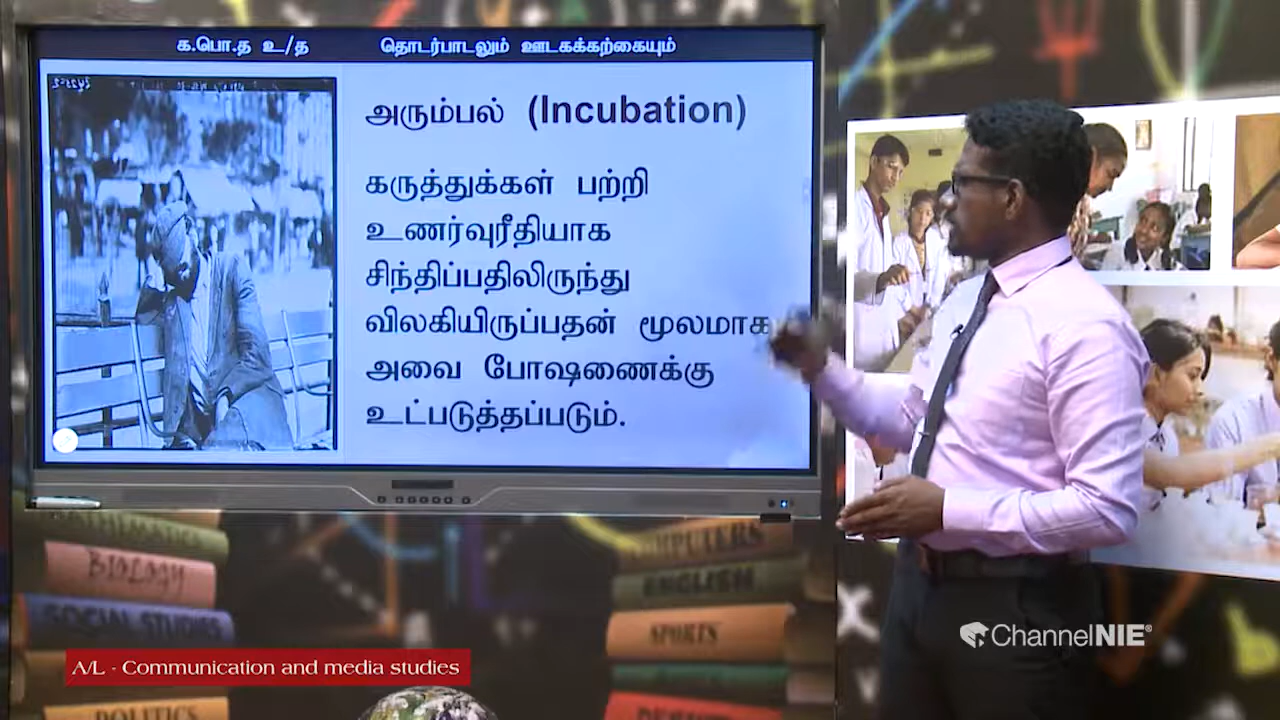 க.பொ.த உ/த தொடர்பாடலும் ஊடகக்கற்கையும்
அரும்பல் (Incubation)
கருத்துக்கள் பற்றி
உணர்வுரீதியாக
சிந்திப்பதிலிருந்து
விலகியிருப்பதன் மூலமாக
அவை போஷணைக்கு
உட்படுத்தப்படும்.
MATHEMATICS
BIOLOGY
SOCIAL STUDIES
POLITICS
COMPUTERS
ENGLISH
SPORTS
A/L - Communication and media studies
ChannelNIE®